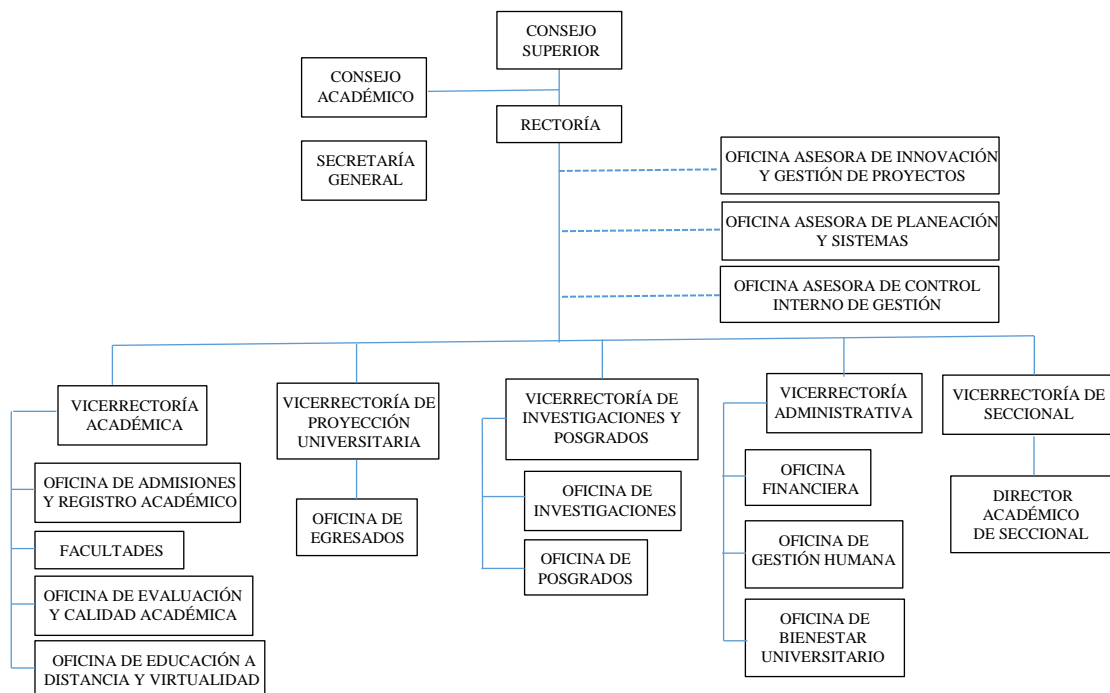 CONSEJO
SUPERIOR
CONSEJO
ACADÉMICO
RECTORÍA
SECRETARÍA
GENERAL
OFICINA ASESORA DE INNOVACIÓN
Y GESTIÓN DE PROYECTOS
OFICINA ASESORA DE PLANEACIÓN
Y SISTEMAS
OFICINA ASESORA DE CONTROL
INTERNO DE GESTIÓN
VICERRECTORÍA
ACADÉMICA
OFICINA DE ADMISIONES
Y REGISTRO ACADÉMICO
FACULTADES
OFICINA DE EVALUACIÓN
Y CALIDAD ACADÉMICA
OFICINA DE EDUCACIÓN A
DISTANCIA Y VIRTUALIDAD
VICERRECTORÍA DE
PROYECCIÓN
UNIVERSITARIA
OFICINA DE
EGRESADOS
VICERRECTORÍA DE
INVESTIGACIONES Y
POSGRADOS
OFICINA DE
INVESTIGACIONES
OFICINA DE
POSGRADOS
VICERRECTORÍA
ADMINISTRATIVA
OFICINA
FINANCIERA
OFICINA DE
GESTIÓN HUMANA
OFICINA DE
BIENESTAR
UNIVERSITARIO
VICERRECTORÍA DE
SECCIONAL
DIRECTOR
ACADÉMICO
DE SECCIONAL